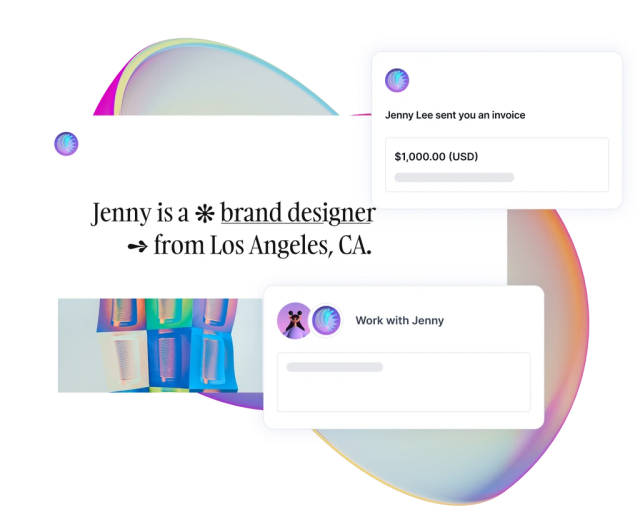 Jenny Lee sent you an invoice
$1,000.00 (USD)
Jenny is a ✻ brand designer
➺ from Los Angeles, CA.
Work with Jenny